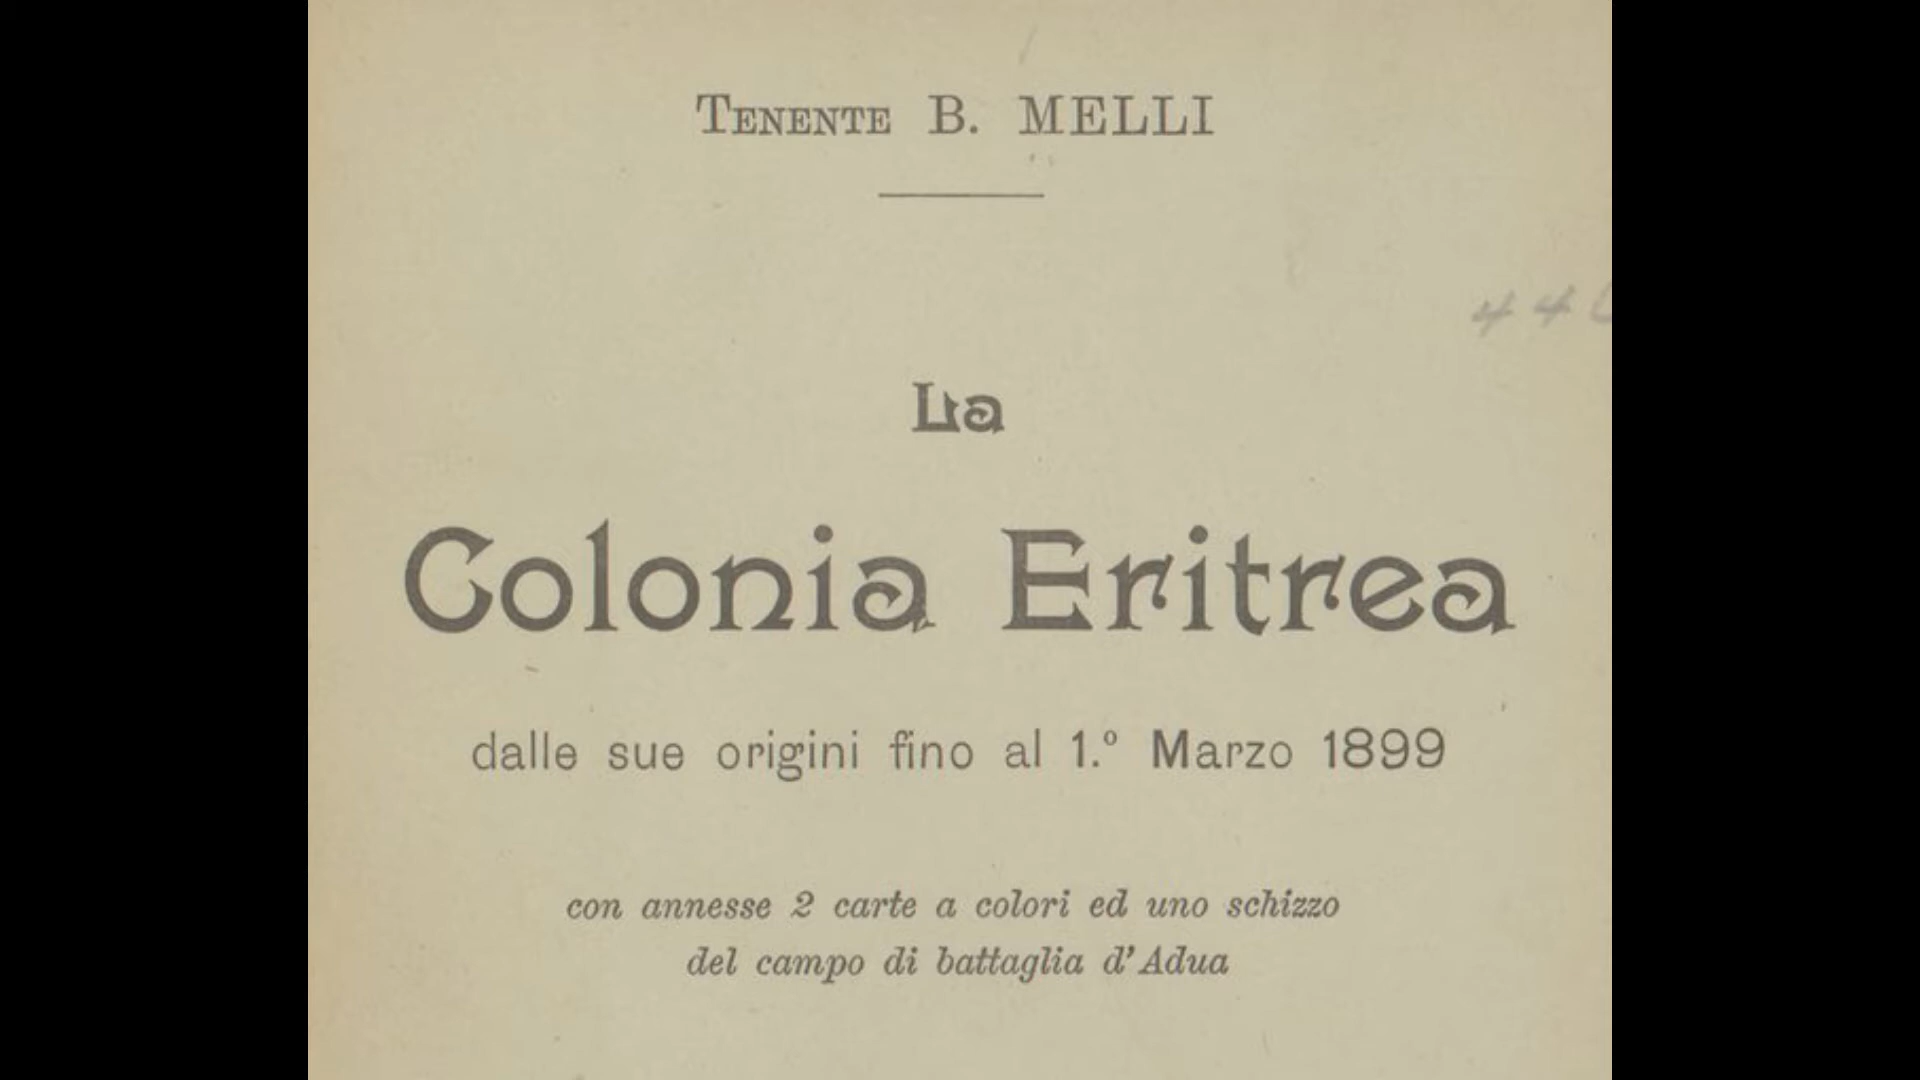 TENENTE B. MELLI
La
Colonia Eritrea
dalle sue origini fino al 1.º Marzo 1899
con annesse 2 carte a colori ed uno schizzo
del campo di battaglia d'Adua